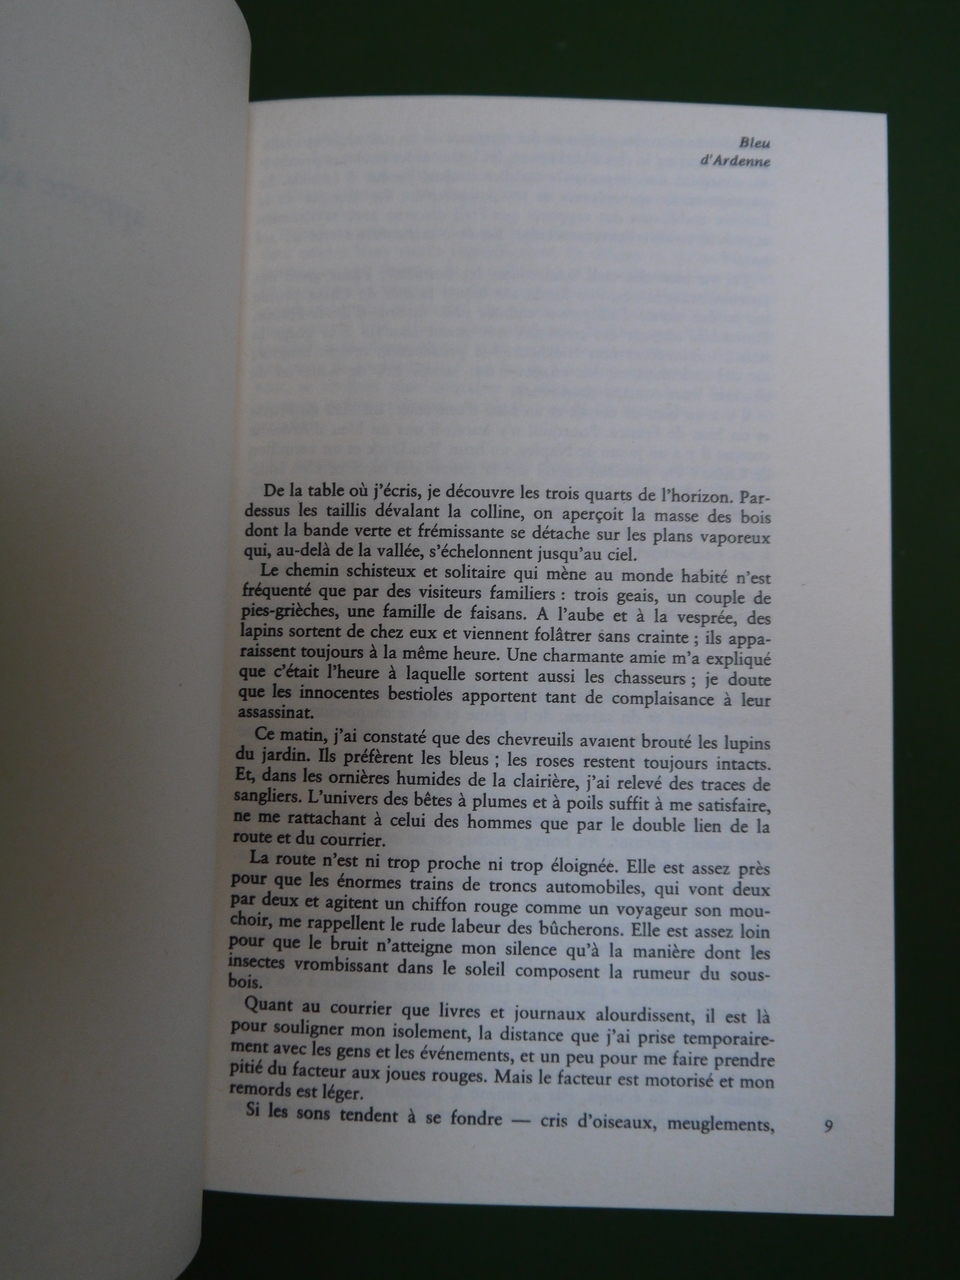 Bleu
d'Ardenne
De la table où j'écris, je découvre les trois quarts de l'horizon. Par-
dessus les taillis dévalant la colline, on aperçoit la masse des bois
dont la bande verte et frémissante se détache sur les plans vaporeux
qui, au-delà de la vallée, s'échelonnent jusqu'au ciel.
Le chemin schisteux et solitaire qui mène au monde habité n'est
fréquenté que par des visiteurs familiers : trois geais, un couple de
pies-grièches, une famille de faisans. A l'aube et à la vesprée, des
lapins sortent de chez eux et viennent folâtrer sans crainte ; ils appa-
raissent toujours à la même heure. Une charmante amie m'a expliqué
que c'était l'heure à laquelle sortent aussi les chasseurs ; je doute
que les innocentes bestioles apportent tant de complaisance à leur
assassinat.
Ce matin, j'ai constaté que des chevreuils avaient brouté les lupins
du jardin. Ils préfèrent les bleus ; les roses restent toujours intacts.
Et, dans les ornières humides de la clairière, j'ai relevé des traces de
sangliers. L'univers des bêtes à plumes et à poils suffit à me satisfaire,
ne me rattachant à celui des hommes que par le double lien de la
route et du courrier.
La route n'est ni trop proche ni trop éloignée. Elle est assez près
pour que les énormes trains de troncs automobiles, qui vont deux
par deux et agitent un chiffon rouge comme un voyageur son mou-
choir, me rappellent le rude labeur des bûcherons. Elle est assez loin
pour que le bruit n'atteigne mon silence qu'à la manière dont les
insectes vrombissant dans le soleil composent la rumeur du sous-
bois.
Quant au courrier que livres et journaux alourdissent, il est là
pour souligner mon isolement, la distance que j'ai prise temporaire-
ment avec les gens et les événements, et un peu pour me faire prendre
pitié du facteur aux joues rouges. Mais le facteur est motorisé et mon
remords est léger.
Si les sons tendent à se fondre — cris d'oiseaux, meuglements,
9